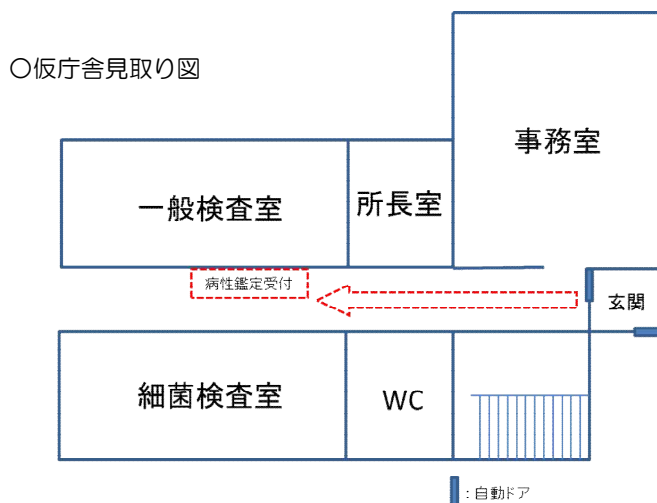 〇仮庁舎見取り図
事務室
一般検査室
所長室
病性鑑定受付
玄関
細菌検査室
WC
：自動ドア